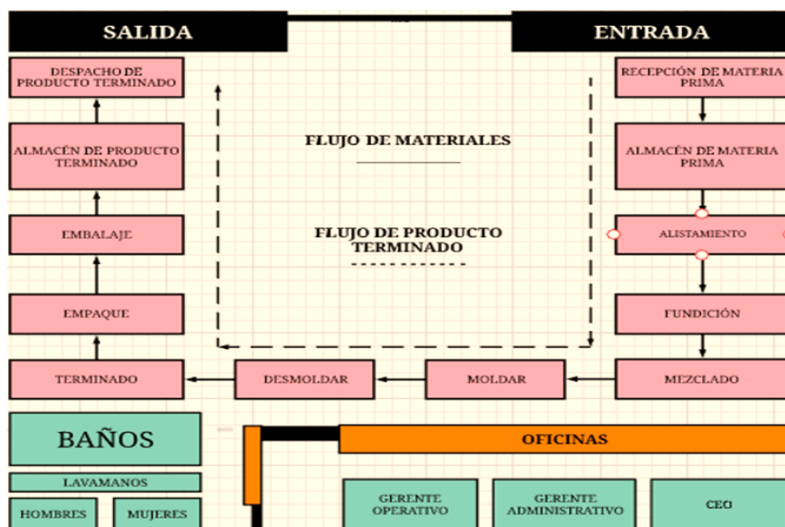 SALIDA
ENTRADA
DESPACHO DE
PRODUCTO TERMINADO
RECEPCIÓN DE MATERIA
PRIMA
FLUJO DE MATERIALES
ALMACÉN DE PRODUCTO
TERMINADO
ALMACÉN DE MATERIA
PRIMA
FLUJO DE PRODUCTO
TERMINADO
EMBALAJE
ALISTAMIENTO
EMPAQUE
FUNDICIÓN
TERMINADO
DESMOLDAR
MOLDAR
MEZCLADO
BAÑOS
OFICINAS
LAVAMANOS
HOMBRES
MUJERES
GERENTE
OPERATIVO
GERENTE
ADMINISTRATIVO